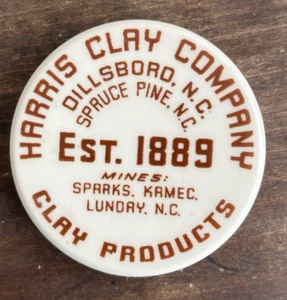 HARRIS CLAY COMPANY
DILLSBORO, N.C.
SPRUCE PINE, N.C.
EST. 1889
MINES:
SPARKS, KAMEC,
LUNDAY, N.C.
CLAY PRODUCTS